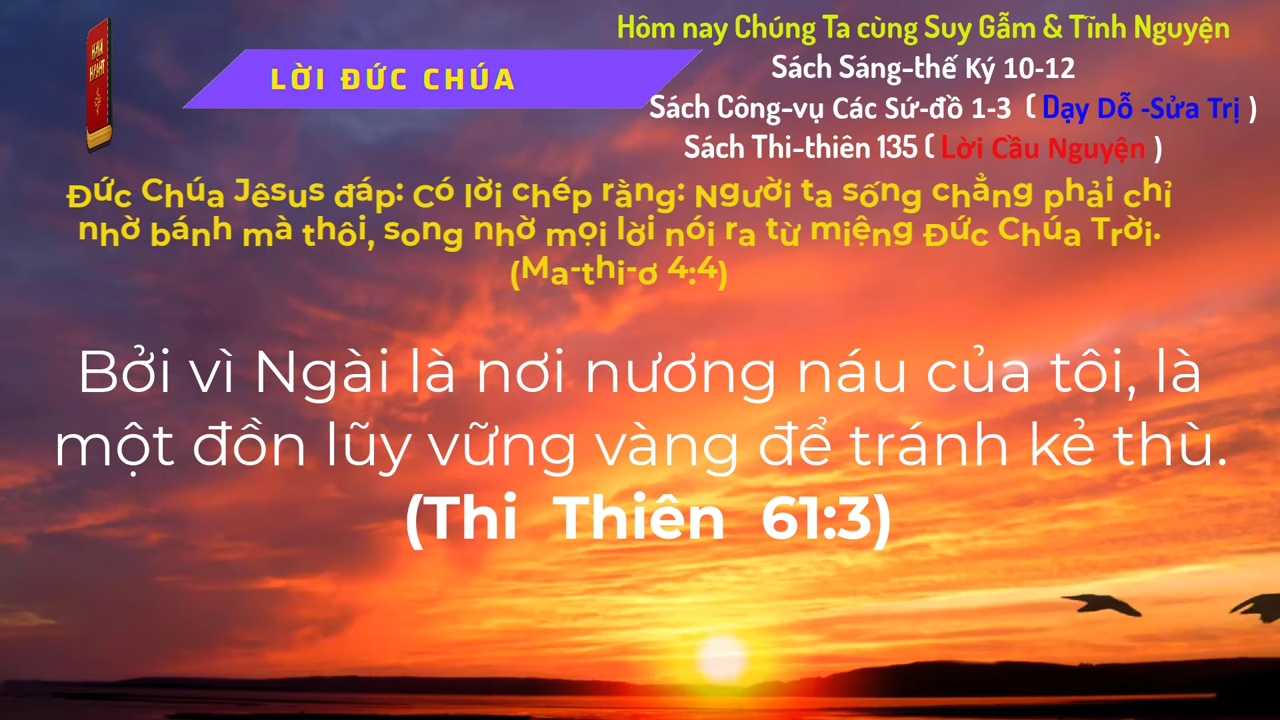 LỜI ĐỨC CHÚA
Hôm nay Chúng Ta cùng Suy Gẫm & Tĩnh Nguyện
Sách Sáng-thế Ký 10-12
Sách Công-vụ Các Sứ-đồ 1-3 ( Dạy Dỗ -Sửa Trị )
Sách Thi-thiên 135 ( Lời Cầu Nguyện )
Đức Chúa Jêsus đáp: Có lời chép rằng: Người ta sống chẳng phải chỉ
nhờ bánh mà thôi, song nhờ mọi lời nói ra từ miệng Đức Chúa Trời.
(Ma-thi-ơ 4:4)
Bởi vì Ngài là nơi nương náu của tôi, là
một đồn lũy vững vàng để tránh kẻ thù.
(Thi Thiên 61:3)